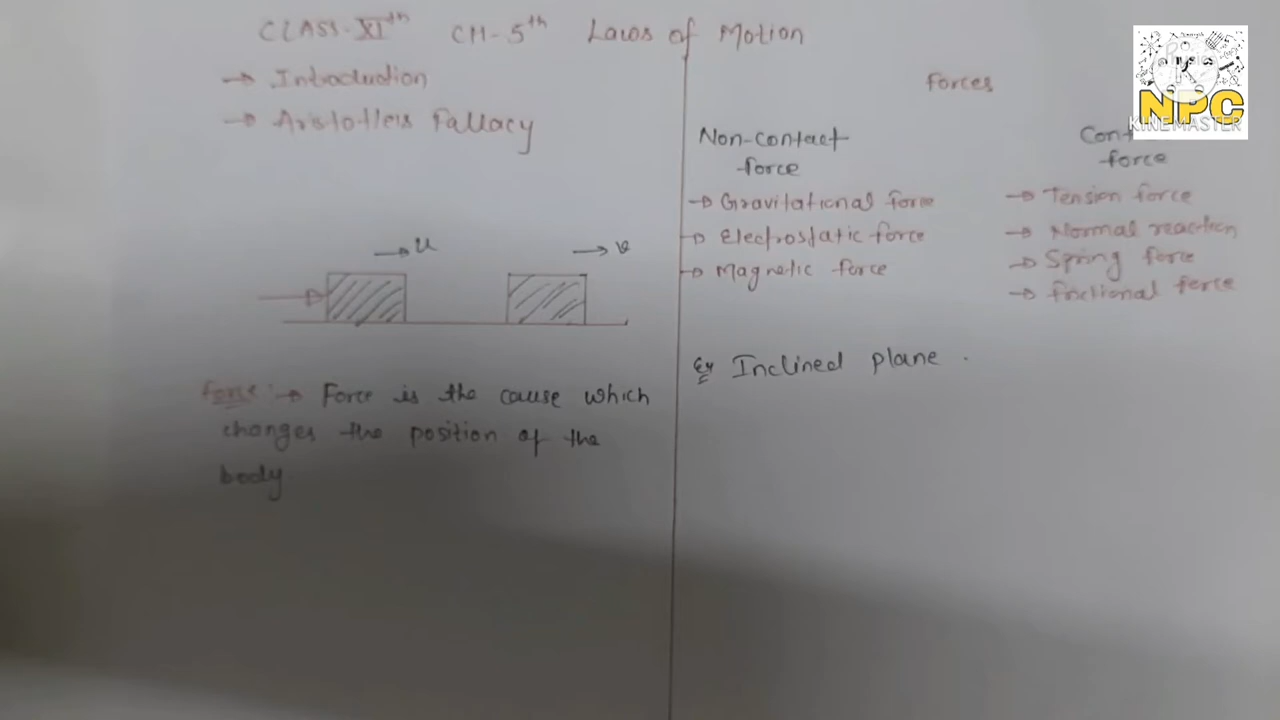 CLASS-XIth CH-5th Laws of Motion
→ Introduction
→ Aristotle's Fallacy
u
v
Force:→ Force is the cause which
changes the position of the
body
Forces
Non-contact
force
→ Gravitational force
→ Electrostatic force
→ Magnetic force
force
→ Tension force
→ Normal reaction
→ Spring force
→ frictional force
Ex Inclined plane .
Physics
NPC
KINEMASTER